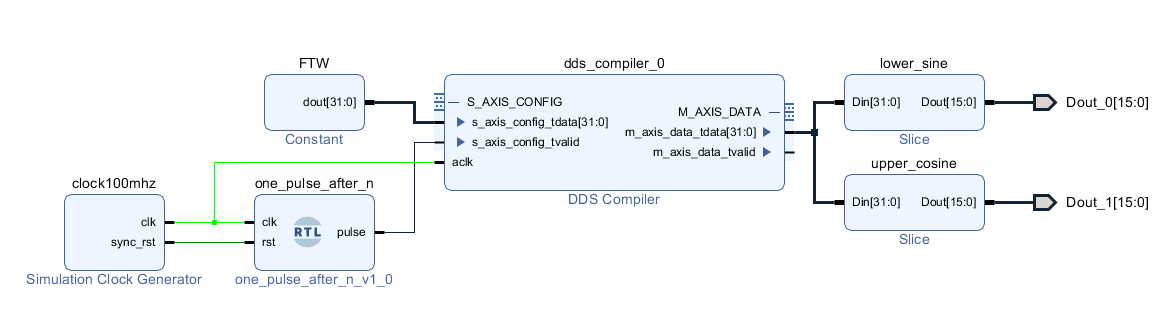 FTW
dout[31:0]
Constant
dds_compiler_0
S_AXIS_CONFIG
s_axis_config_tdata[31:0]
s_axis_config_tvalid
aclk
M_AXIS_DATA
m_axis_data_tdata[31:0]
m_axis_data_tvalid
DDS Compiler
lower_sine
Din[31:0] Dout[15:0]
Slice
Dout_0[15:0]
upper_cosine
Din[31:0] Dout[15:0]
Slice
Dout_1[15:0]
clock100mhz
clk
sync_rst
Simulation Clock Generator
one_pulse_after_n
clk
rst
RTL
pulse
one_pulse_after_n_v1_0